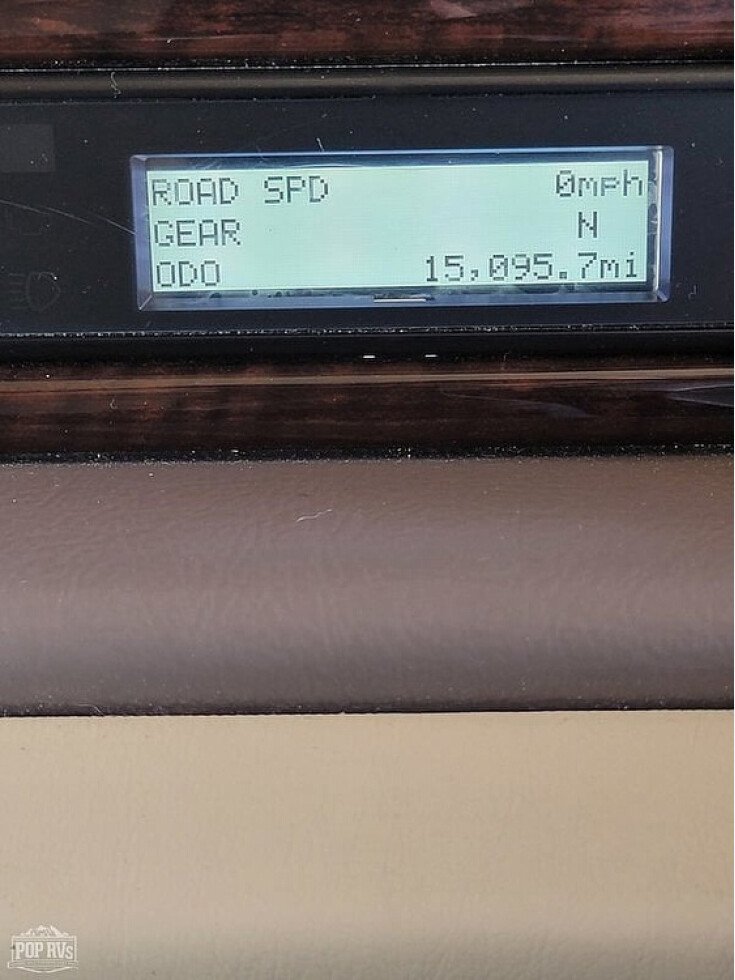 ROAD SPD 0mph
GEAR N
ODO 15,095.7mi
POP RVs